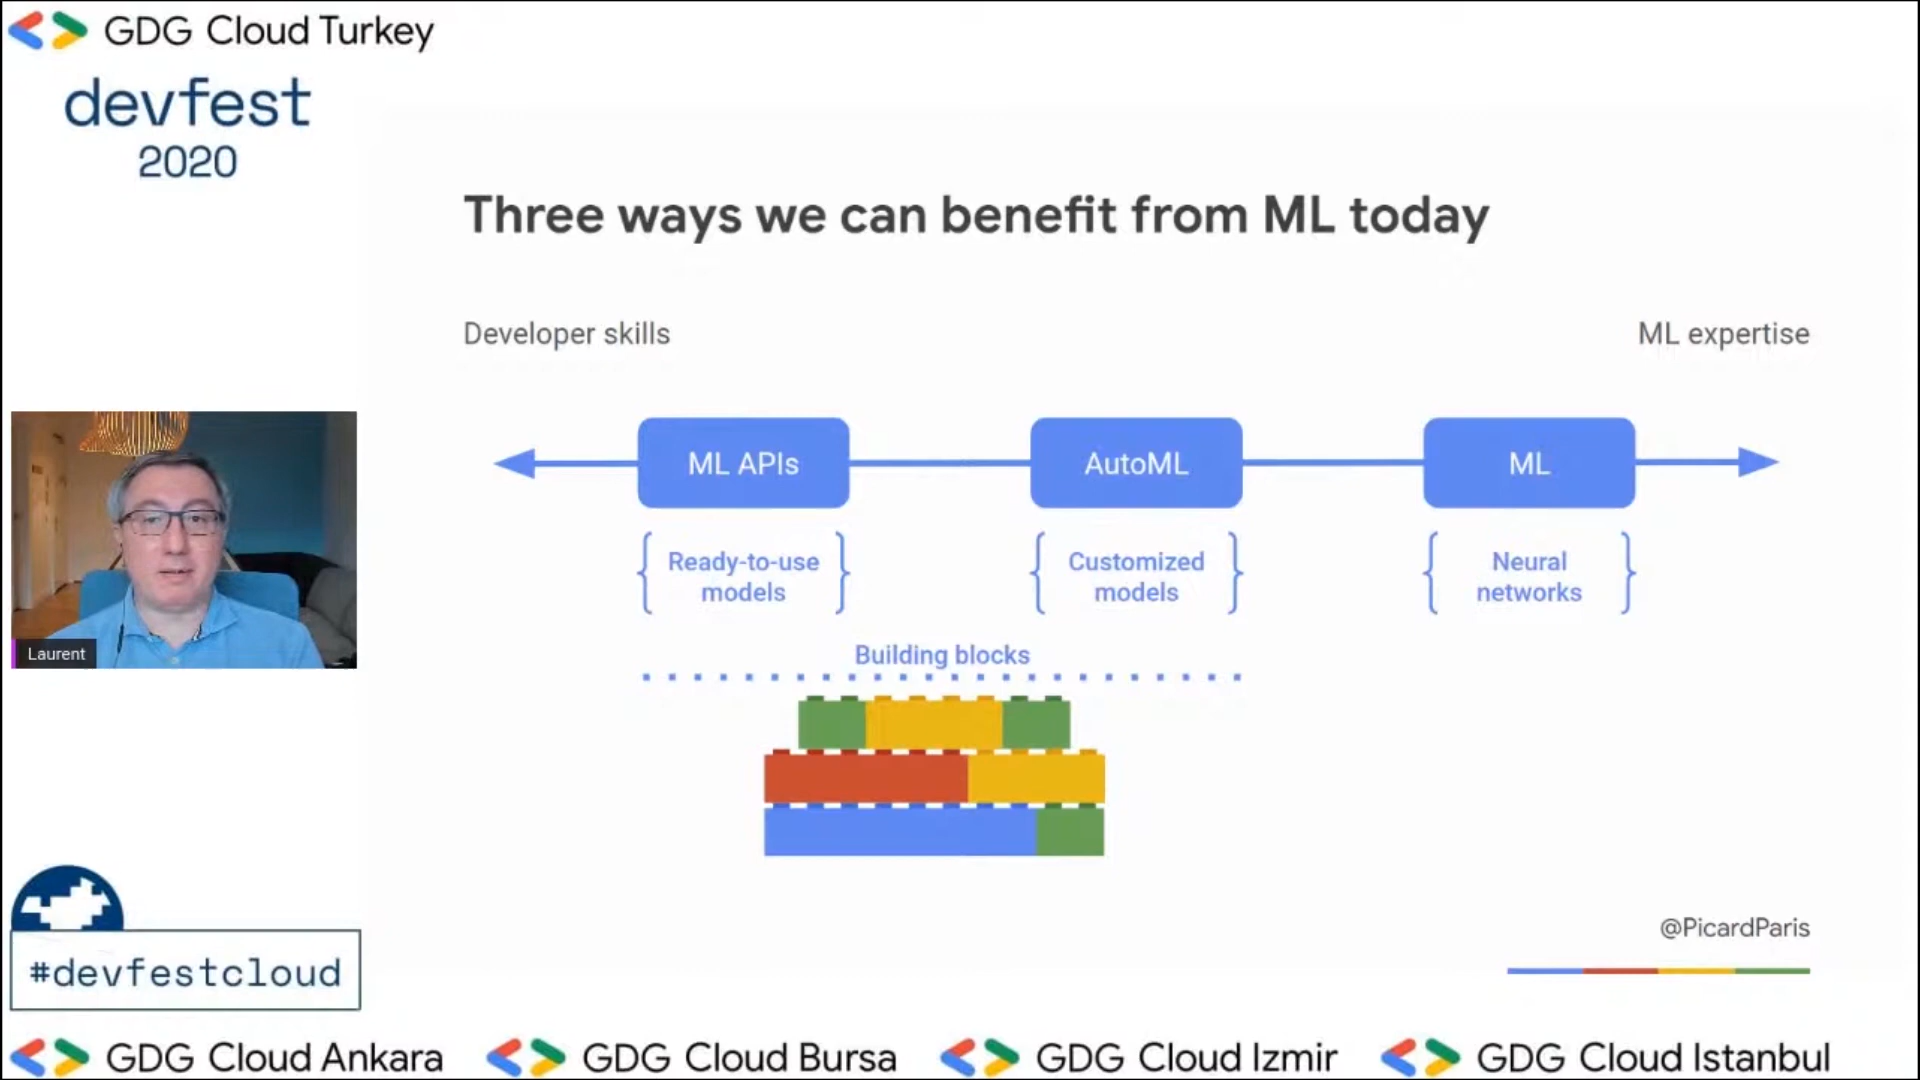 GDG Cloud Turkey
devfest
2020
Three ways we can benefit from ML today
Developer skills
ML expertise
ML APIs
AutoML
ML
Ready-to-use
models
Customized
models
Neural
networks
Building blocks
Laurent
@PicardParis
#devfestcloud
GDG Cloud Ankara
GDG Cloud Bursa
GDG Cloud Izmir
GDG Cloud Istanbul